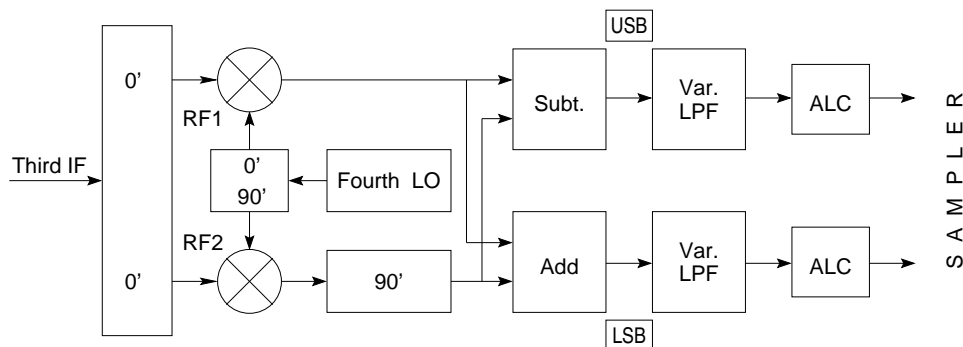 USB
0'
RF1
Subt.
Var.
LPF
ALC
Third IF
0'
90'
Fourth LO
RF2
0'
90'
Add
Var.
LPF
ALC
LSB
SAMPLER